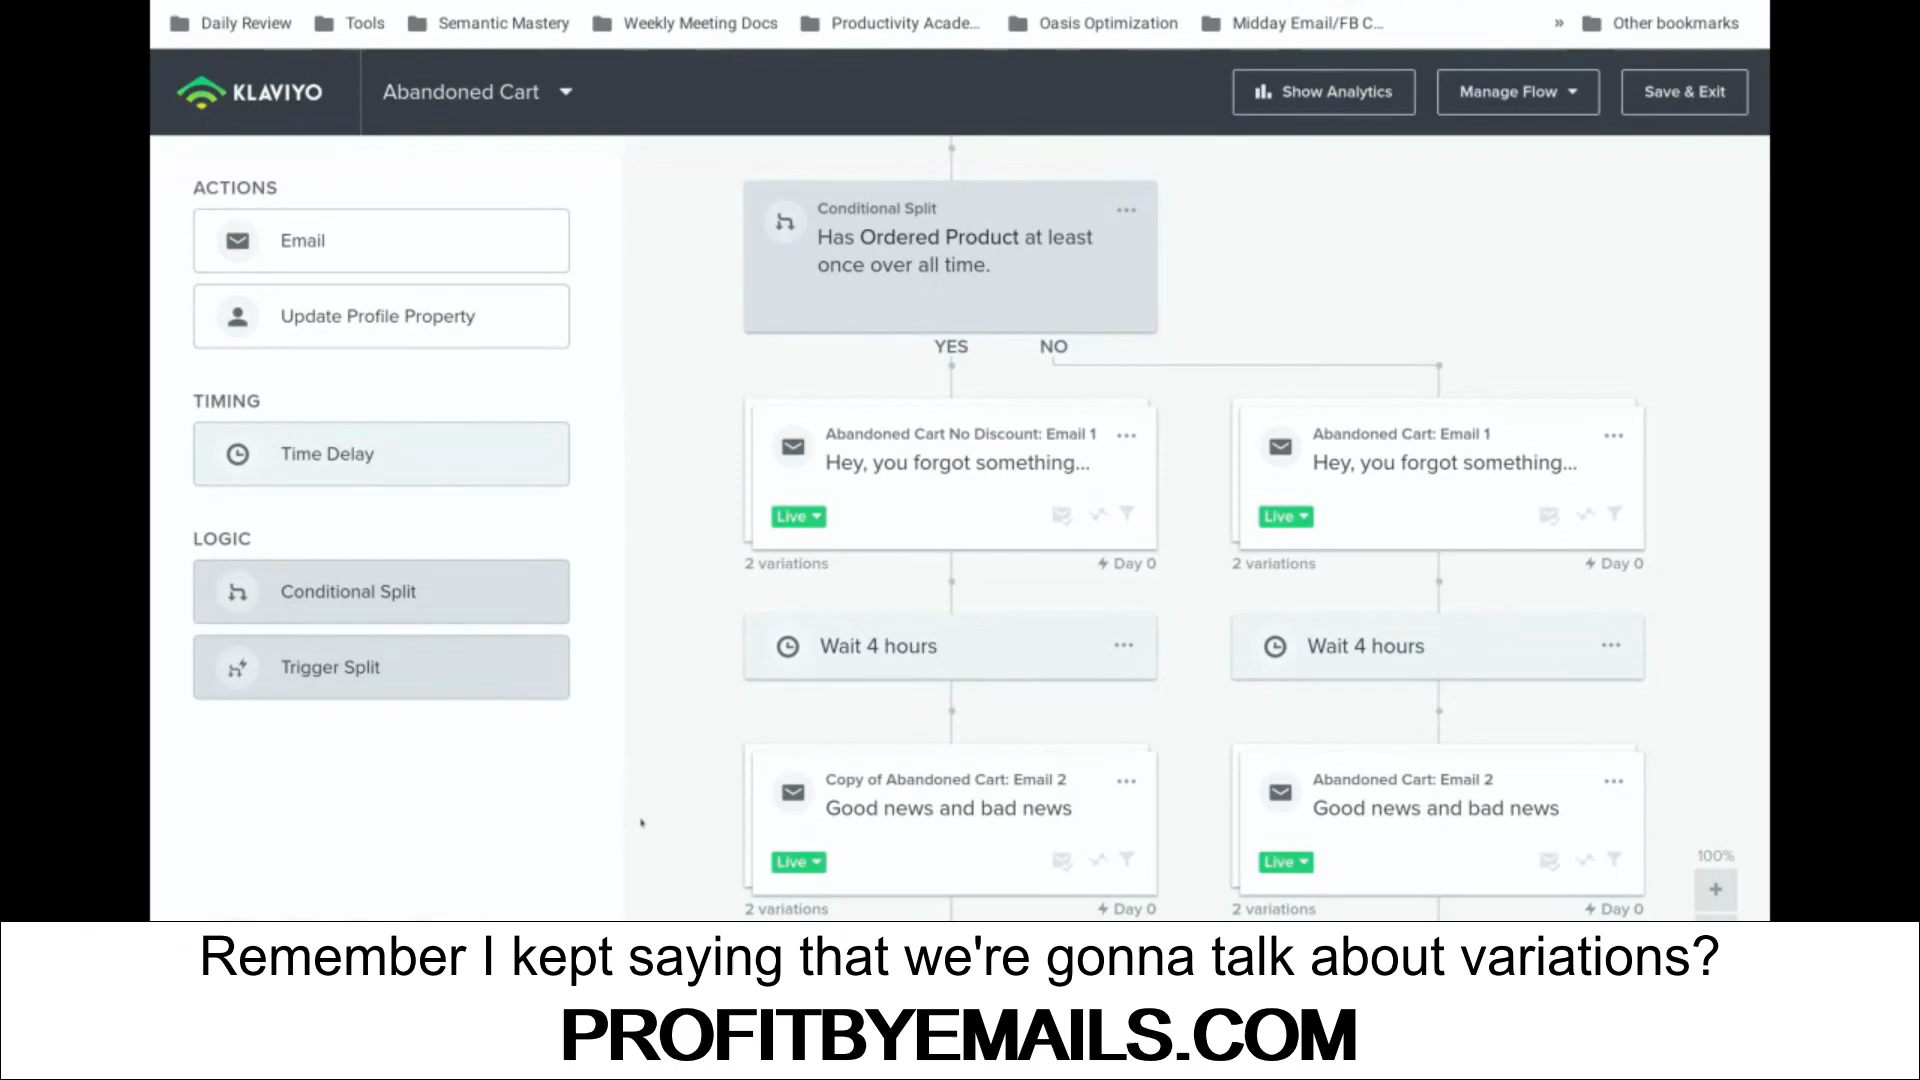 Daily Review Tools Semantic Mastery Weekly Meeting Docs Productivity Acade... Oasis Optimization Midday Email/FB C... » Other bookmarks
KLAVIYO Abandoned Cart Show Analytics Manage Flow Save & Exit
ACTIONS
Email
Update Profile Property
TIMING
Time Delay
LOGIC
Conditional Split
Trigger Split
Conditional Split
Has Ordered Product at least
once over all time.
YES NO
Abandoned Cart No Discount: Email 1
Hey, you forgot something...
Live
2 variations Day 0
Abandoned Cart: Email 1
Hey, you forgot something...
Live
2 variations Day 0
Wait 4 hours
Wait 4 hours
Copy of Abandoned Cart: Email 2
Good news and bad news
Live
2 variations Day 0
Abandoned Cart: Email 2
Good news and bad news
Live
2 variations Day 0
100%
+
Remember I kept saying that we're gonna talk about variations?
PROFITBYEMAILS.COM